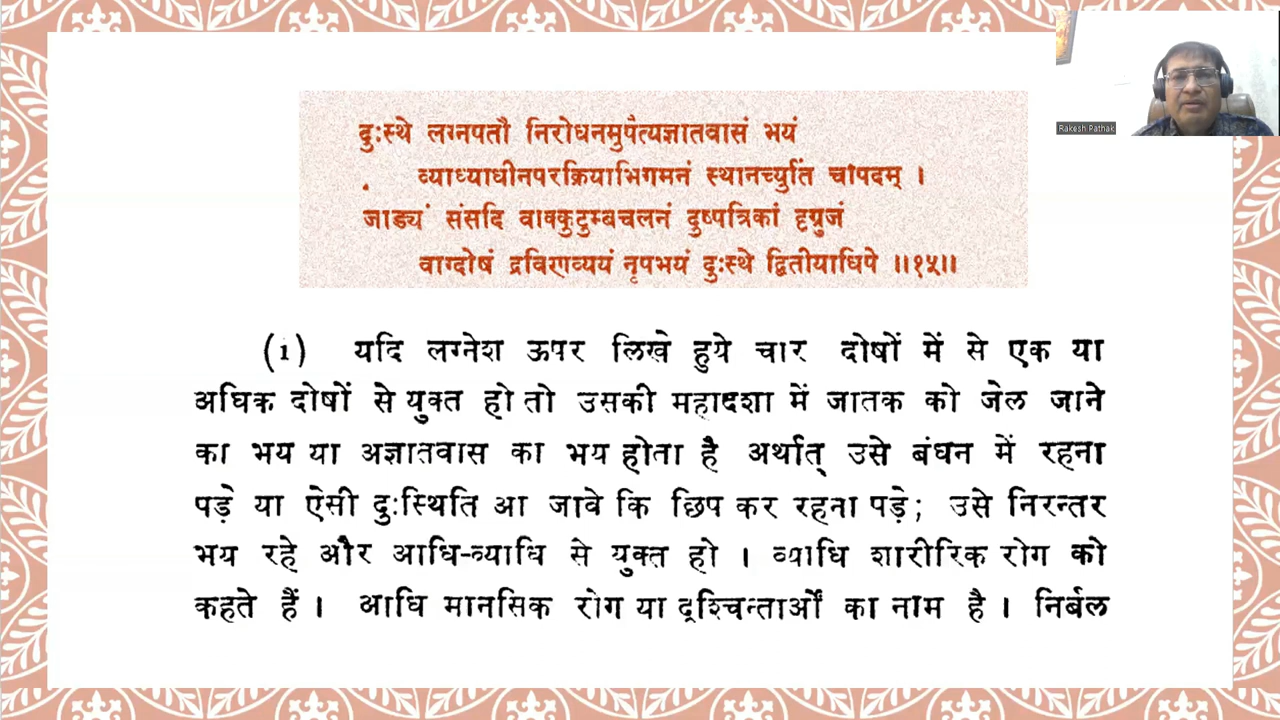 दुःस्थे लग्नपतौ निरोधनमुपैत्यज्ञातवासं भयं
व्याध्याधीनपरक्रियाभिगमनं स्थानच्युतिं चापदम् ।
जाड्यं संसदि वाक्कुटुम्बचलनं दुष्पत्रिकां दृग्रुजं
वाग्दोषं द्रविणव्ययं नृपभयं दुःस्थे द्वितीयाधिपे ॥१५॥
(1) यदि लग्नेश ऊपर लिखे हुये चार दोषों में से एक या
अधिक दोषों से युक्त हो तो उसकी महादशा में जातक को जेल जाने
का भय या अज्ञातवास का भय होता है अर्थात् उसे बंधन में रहना
पड़े या ऐसी दुःस्थिति आ जावे कि छिप कर रहना पड़े; उसे निरन्तर
भय रहे और आधि-व्याधि से युक्त हो । व्याधि शारीरिक रोग को
कहते हैं । आधि मानसिक रोग या दुश्चिन्ताओं का नाम है । निर्बल
Rakesh Pathak